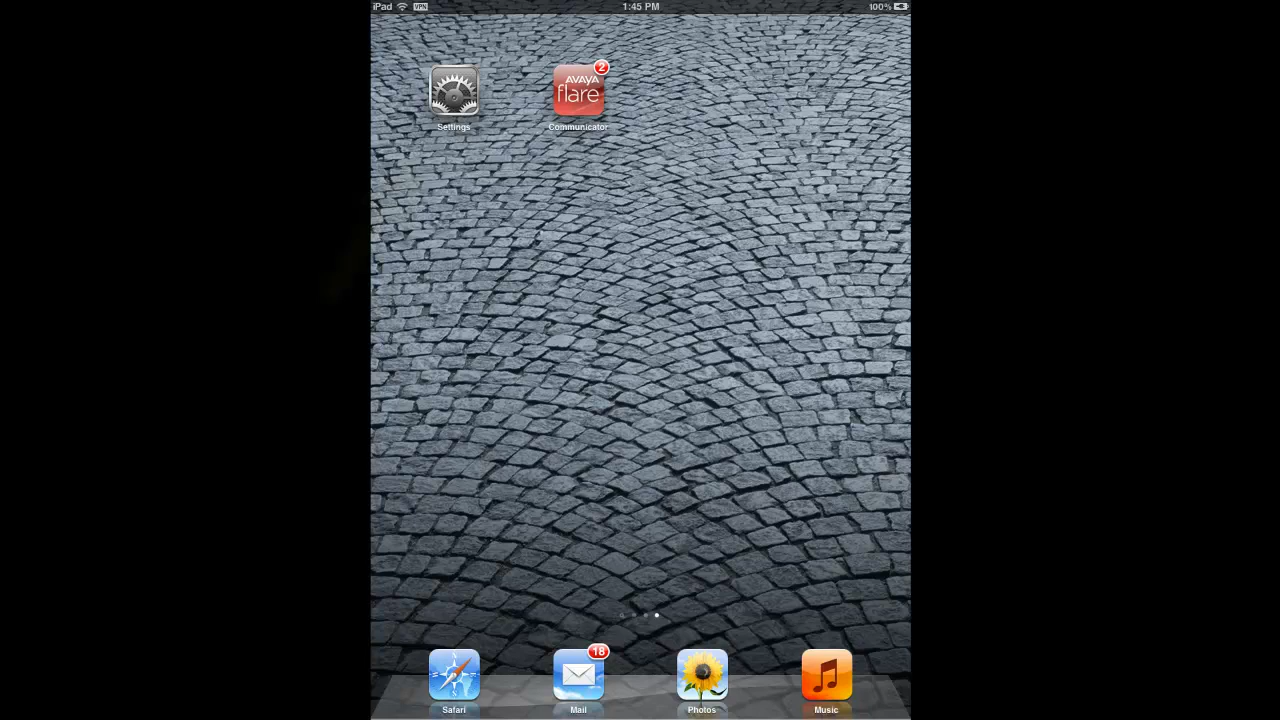 iPad VPN 1:45 PM 100%
2
AVAYA
flare
Settings Communicator
18
Safari Mail Photos Music